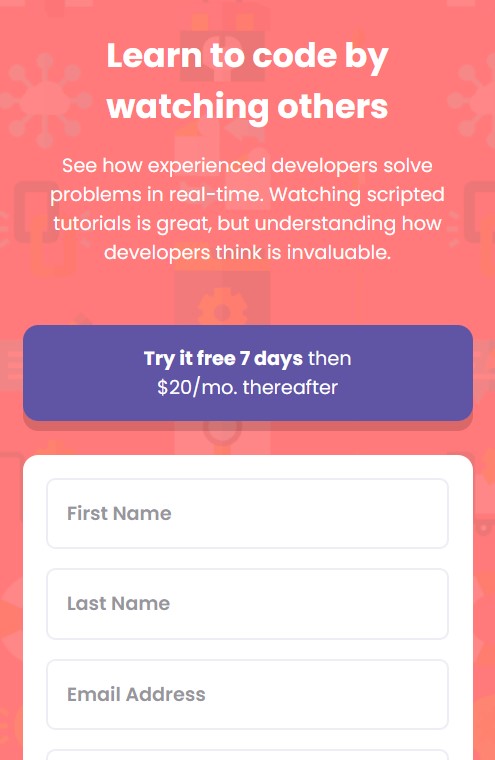 Learn to code by
watching others
See how experienced developers solve
problems in real-time. Watching scripted
tutorials is great, but understanding how
developers think is invaluable.
Try it free 7 days then
$20/mo. thereafter
First Name
Last Name
Email Address